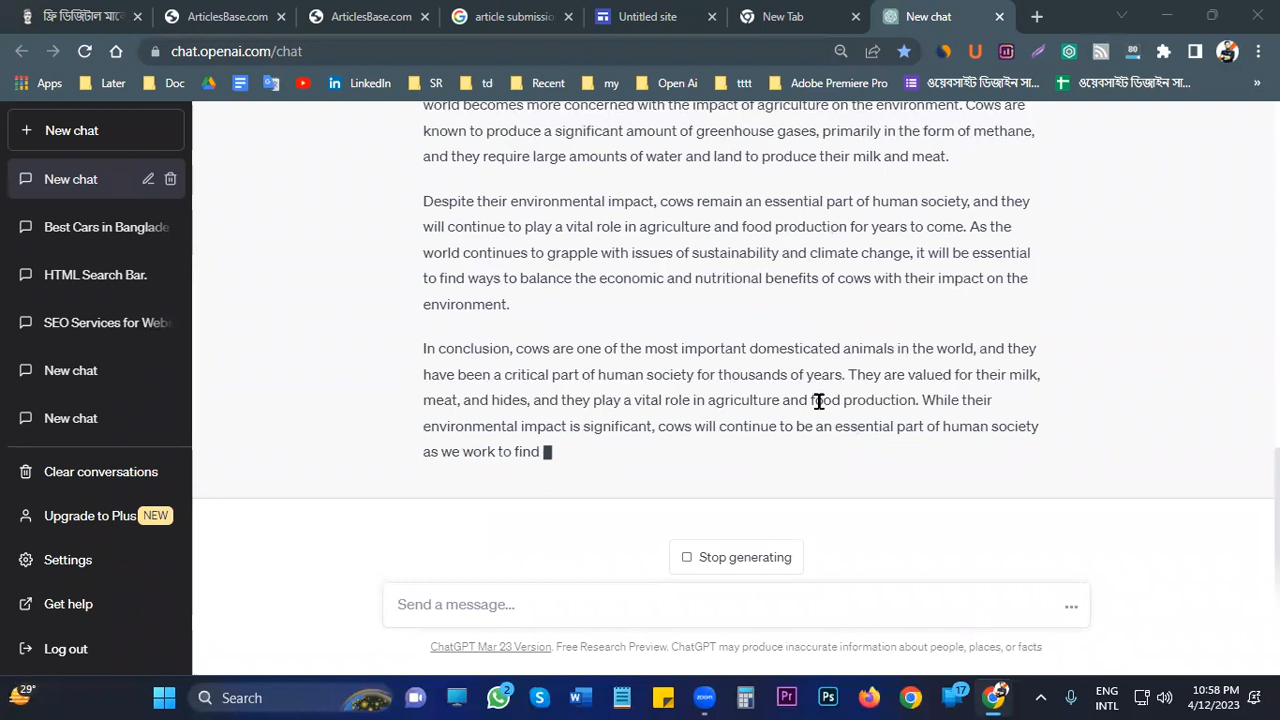 ফ্রি ডিজিটাল মার্কে
ArticlesBase.com
ArticlesBase.com
article submissio
Untitled site
New Tab
New chat
chat.openai.com/chat
80
Apps
Later
Doc
LinkedIn
SR
td
Recent
my
Open Ai
tttt
Adobe Premiere Pro
ওয়েবসাইট ডিজাইন সা...
ওয়েবসাইট ডিজাইন সা...
»
New chat
New chat
Best Cars in Banglade
HTML Search Bar.
SEO Services for Webs
New chat
New chat
Clear conversations
Upgrade to Plus NEW
Settings
Get help
Log out
world becomes more concerned with the impact of agriculture on the environment. Cows are
known to produce a significant amount of greenhouse gases, primarily in the form of methane,
and they require large amounts of water and land to produce their milk and meat.
Despite their environmental impact, cows remain an essential part of human society, and they
will continue to play a vital role in agriculture and food production for years to come. As the
world continues to grapple with issues of sustainability and climate change, it will be essential
to find ways to balance the economic and nutritional benefits of cows with their impact on the
environment.
In conclusion, cows are one of the most important domesticated animals in the world, and they
have been a critical part of human society for thousands of years. They are valued for their milk,
meat, and hides, and they play a vital role in agriculture and food production. While their
environmental impact is significant, cows will continue to be an essential part of human society
as we work to find
Stop generating
Send a message...
ChatGPT Mar 23 Version. Free Research Preview. ChatGPT may produce inaccurate information about people, places, or facts
29°
Search
2
17
ENG
INTL
10:58 PM
4/12/2023